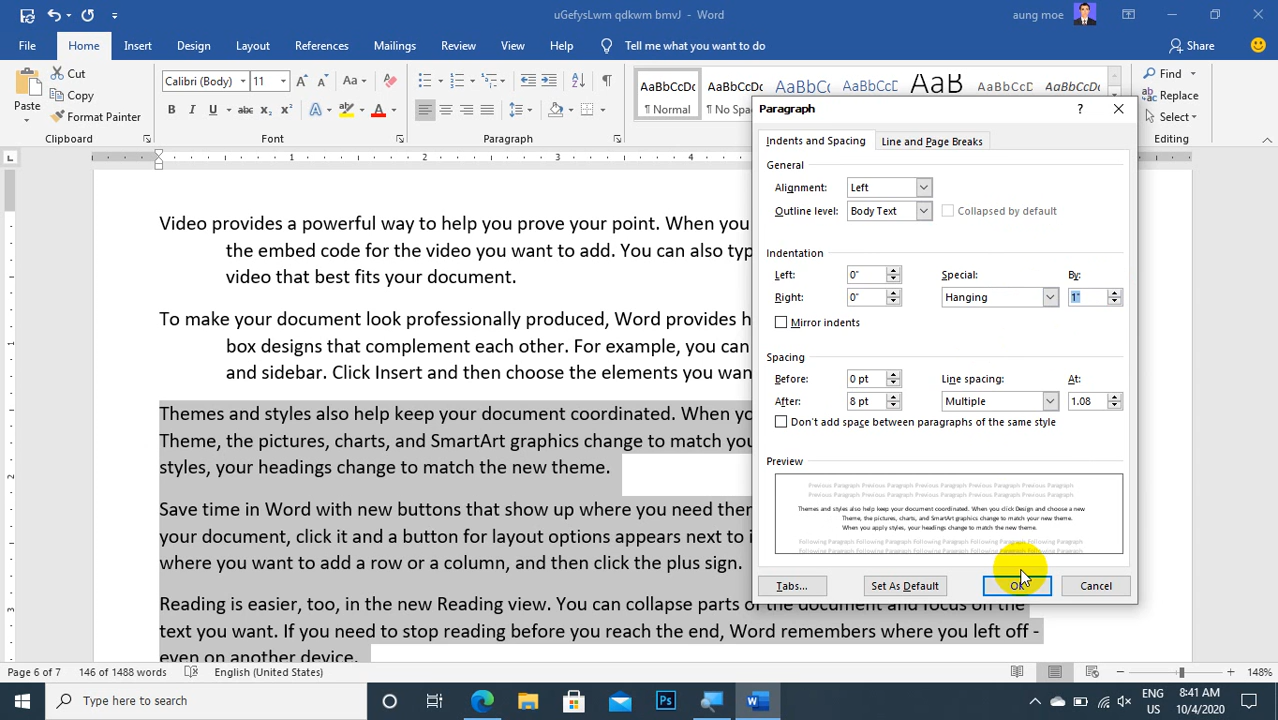 uGefysLwm qdkwm bmvJ - Word
aung moe
File Home Insert Design Layout References Mailings Review View Help Tell me what you want to do Share
Paste
Cut
Copy
Format Painter
Clipboard
Calibri (Body) 11
Font
Paragraph
AaBbCcDc
¶ Normal
AaBbCcDc
¶ No Spac
Find
Replace
Select
Editing
Paragraph
Indents and Spacing Line and Page Breaks
General
Alignment: Left
Outline level: Body Text Collapsed by default
Indentation
Left: 0" Special: By:
Right: 0" Hanging 1"
Mirror indents
Spacing
Before: 0 pt Line spacing: At:
After: 8 pt Multiple 1.08
Don't add space between paragraphs of the same style
Preview
Previous Paragraph Previous Paragraph Previous Paragraph Previous Paragraph Previous Paragraph
Previous Paragraph Previous Paragraph Previous Paragraph Previous Paragraph Previous Paragraph
Themes and styles also help keep your document coordinated. When you click Design and choose a new
Theme, the pictures, charts, and SmartArt graphics change to match your new theme.
When you apply styles, your headings change to match the new theme.
Following Paragraph Following Paragraph Following Paragraph Following Paragraph Following Paragraph
Following Paragraph Following Paragraph Following Paragraph Following Paragraph Following Paragraph
Tabs... Set As Default OK Cancel
Video provides a powerful way to help you prove your point. When you
the embed code for the video you want to add. You can also typ
video that best fits your document.
To make your document look professionally produced, Word provides h
box designs that complement each other. For example, you can
and sidebar. Click Insert and then choose the elements you wan
Themes and styles also help keep your document coordinated. When yo
Theme, the pictures, charts, and SmartArt graphics change to match you
styles, your headings change to match the new theme.
Save time in Word with new buttons that show up where you need them
your document, click it and a button for layout options appears next to i
where you want to add a row or a column, and then click the plus sign.
Reading is easier, too, in the new Reading view. You can collapse parts of the document and focus on the
text you want. If you need to stop reading before you reach the end, Word remembers where you left off -
even on another device.
Page 6 of 7 146 of 1488 words English (United States) 148%
Type here to search
ENG
8:41 AM
10/4/2020